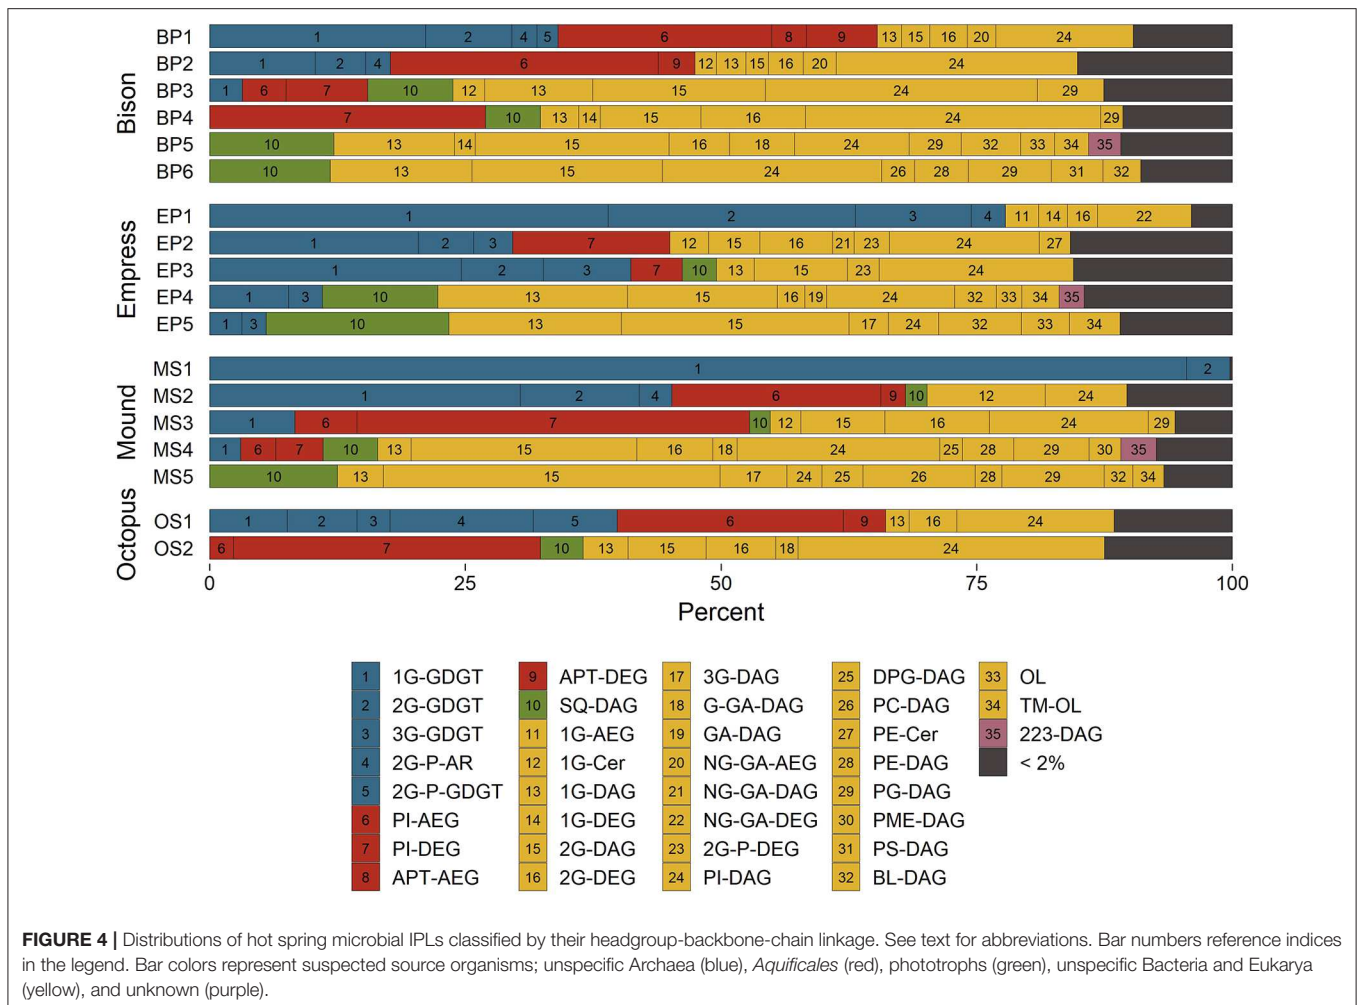 Bison
BP1 1 2 4 5 6 8 9 13 15 16 20 24
BP2 1 2 4 6 9 12 13 15 16 20 24
BP3 1 6 7 10 12 13 15 24 29
BP4 7 10 13 14 15 16 24 29
BP5 10 13 14 15 16 18 24 29 32 33 34 35
BP6 10 13 15 24 26 28 29 31 32
Empress
EP1 1 2 3 4 11 14 16 22
EP2 1 2 3 7 12 15 16 21 23 24 27
EP3 1 2 3 7 10 13 15 23 24
EP4 1 3 10 13 15 16 19 24 32 33 34 35
EP5 1 3 10 13 15 17 24 32 33 34
Mound
MS1 1 2
MS2 1 2 4 6 9 10 12 24
MS3 1 6 7 10 12 15 16 24 29
MS4 1 6 7 10 13 15 16 18 24 25 28 29 30 35
MS5 10 13 15 17 24 25 26 28 29 32 34
Octopus
OS1 1 2 3 4 5 6 9 13 16 24
OS2 6 7 10 13 15 16 18 24
0 25 50 75 100
Percent
1 1G-GDGT 9 APT-DEG 17 3G-DAG 25 DPG-DAG 33 OL
2 2G-GDGT 10 SQ-DAG 18 G-GA-DAG 26 PC-DAG 34 TM-OL
3 3G-GDGT 11 1G-AEG 19 GA-DAG 27 PE-Cer 35 223-DAG
4 2G-P-AR 12 1G-Cer 20 NG-GA-AEG 28 PE-DAG < 2%
5 2G-P-GDGT 13 1G-DAG 21 NG-GA-DAG 29 PG-DAG
6 PI-AEG 14 1G-DEG 22 NG-GA-DEG 30 PME-DAG
7 PI-DEG 15 2G-DAG 23 2G-P-DEG 31 PS-DAG
8 APT-AEG 16 2G-DEG 24 PI-DAG 32 BL-DAG
FIGURE 4 | Distributions of hot spring microbial IPLs classified by their headgroup-backbone-chain linkage. See text for abbreviations. Bar numbers reference indices
in the legend. Bar colors represent suspected source organisms; unspecific Archaea (blue), Aquificales (red), phototrophs (green), unspecific Bacteria and Eukarya
(yellow), and unknown (purple).